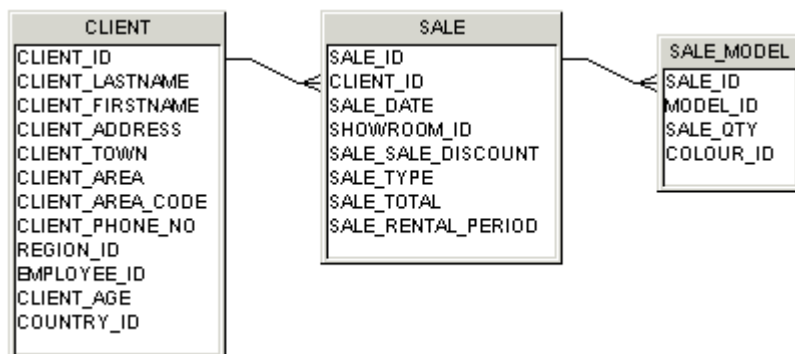 CLIENT
CLIENT_ID
CLIENT_LASTNAME
CLIENT_FIRSTNAME
CLIENT_ADDRESS
CLIENT_TOWN
CLIENT_AREA
CLIENT_AREA_CODE
CLIENT_PHONE_NO
REGION_ID
EMPLOYEE_ID
CLIENT_AGE
COUNTRY_ID
SALE
SALE_ID
CLIENT_ID
SALE_DATE
SHOWROOM_ID
SALE_SALE_DISCOUNT
SALE_TYPE
SALE_TOTAL
SALE_RENTAL_PERIOD
SALE_MODEL
SALE_ID
MODEL_ID
SALE_QTY
COLOUR_ID